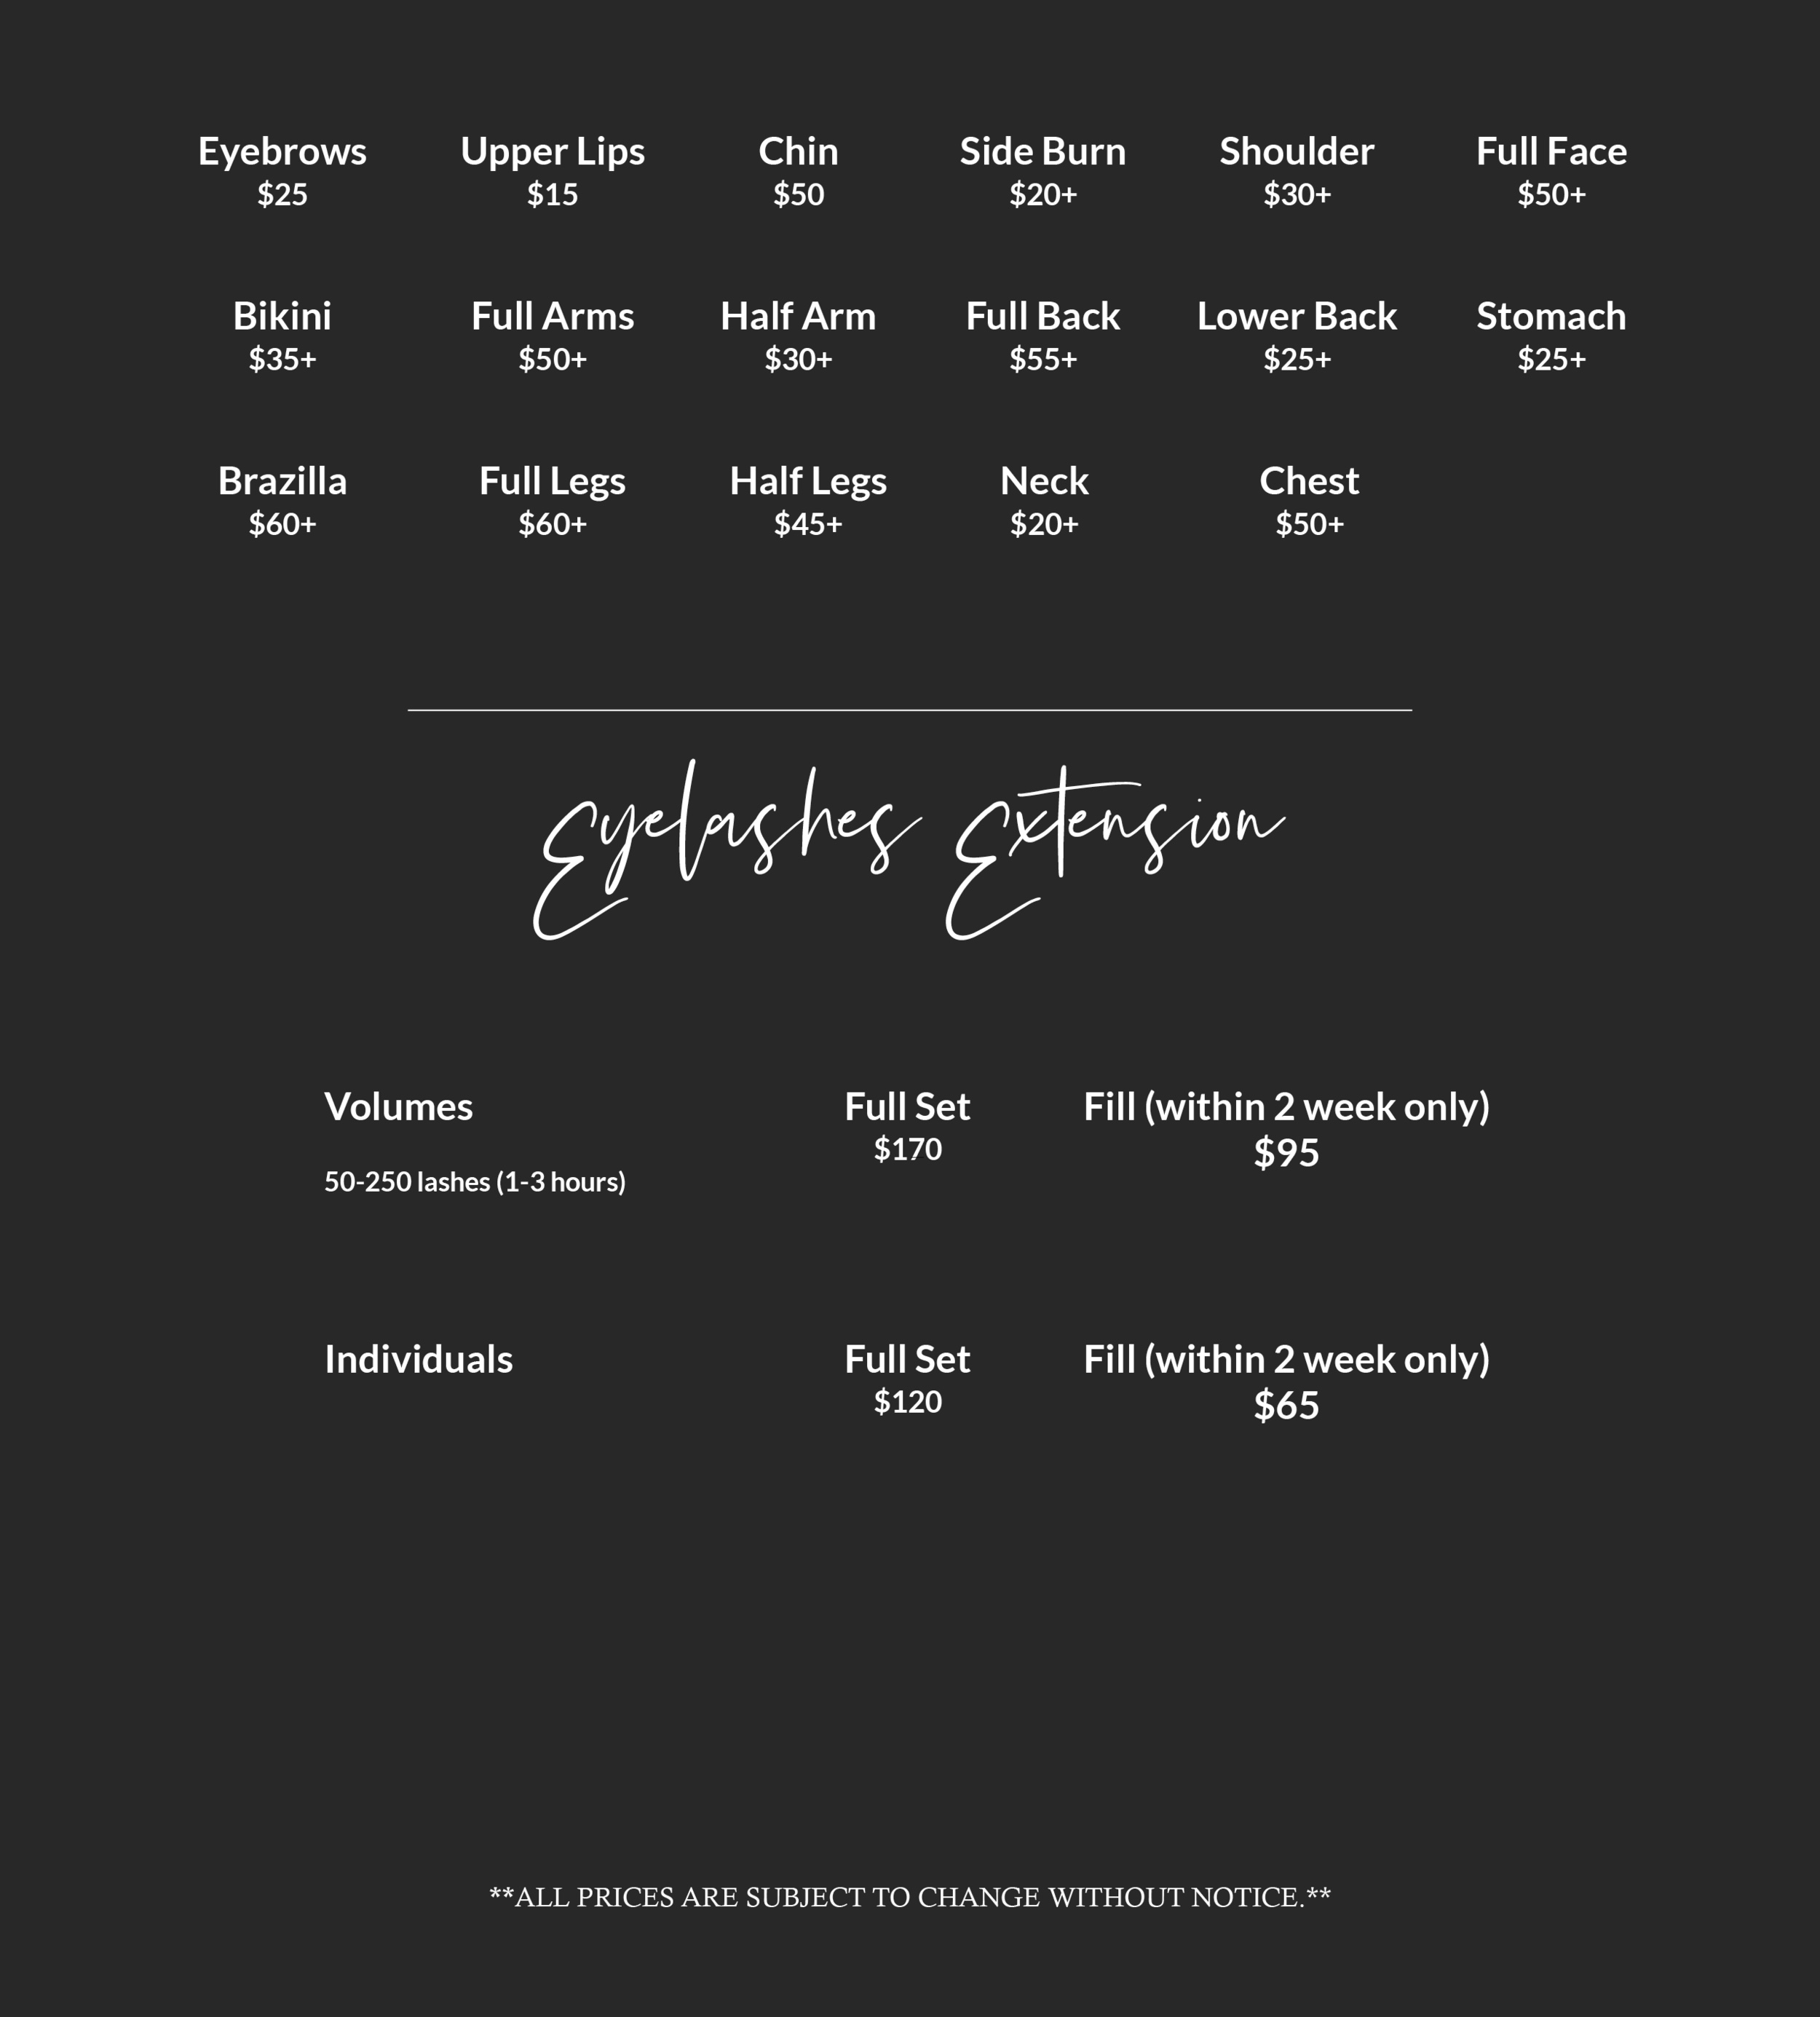 Eyebrows Upper Lips Chin Side Burn Shoulder Full Face
$25 $15 $50 $20+ $30+ $50+
Bikini Full Arms Half Arm Full Back Lower Back Stomach
$35+ $50+ $30+ $55+ $25+ $25+
Brazilla Full Legs Half Legs Neck Chest
$60+ $60+ $45+ $20+ $50+
Eyelashes Extension
Volumes Full Set Fill (within 2 week only)
$170 $95
50-250 lashes (1-3 hours)
Individuals Full Set Fill (within 2 week only)
$120 $65
**ALL PRICES ARE SUBJECT TO CHANGE WITHOUT NOTICE.**